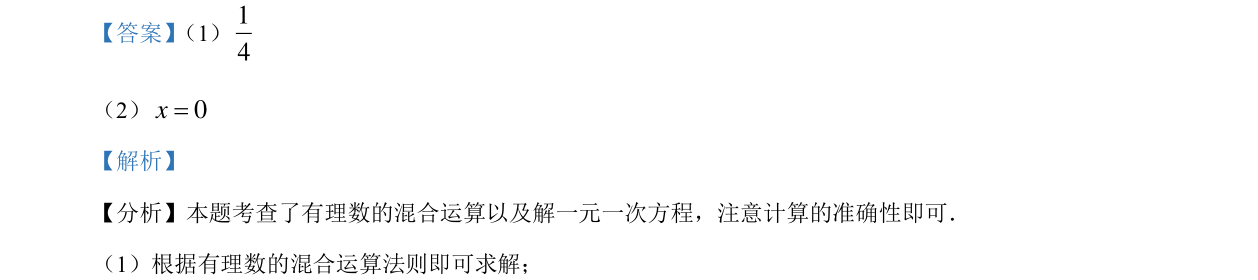 【答案】（1）1/4
（2）x = 0
【解析】
【分析】本题考查了有理数的混合运算以及解一元一次方程，注意计算的准确性即可．
（1）根据有理数的混合运算法则即可求解；